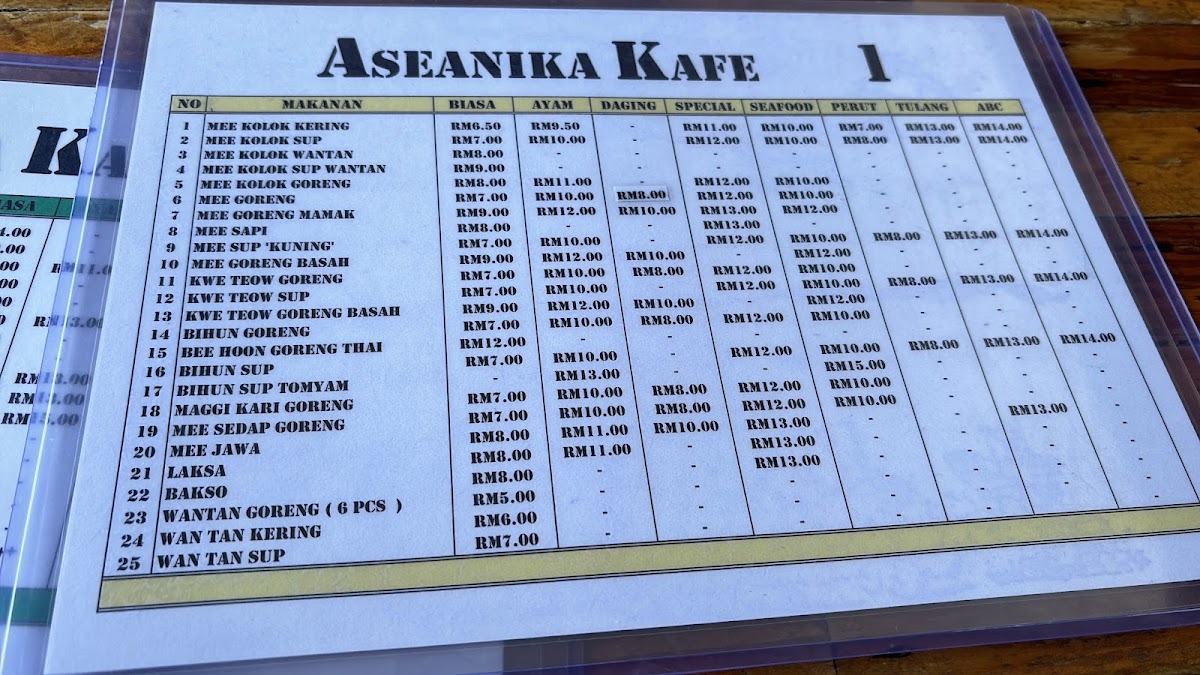 ASEANIKA KAFE 1
NO MAKANAN BIASA AYAM DAGING SPECIAL SEAFOOD PERUT TULANG ABC
1 MEE KOLOK KERING RM6.50 RM9.50 - RM11.00 RM10.00 RM7.00 RM13.00 RM14.00
2 MEE KOLOK SUP RM7.00 RM10.00 - RM12.00 RM10.00 RM8.00 RM13.00 RM14.00
3 MEE KOLOK WANTAN RM8.00 - - - - - - -
4 MEE KOLOK SUP WANTAN RM9.00 - - - - - - -
5 MEE KOLOK GORENG RM8.00 RM11.00 - RM12.00 RM10.00 - - -
6 MEE GORENG RM7.00 RM10.00 RM8.00 RM12.00 RM10.00 - - -
7 MEE GORENG MAMAK RM9.00 RM12.00 RM10.00 RM13.00 RM12.00 - - -
8 MEE SAPI RM8.00 - - RM13.00 - - - -
9 MEE SUP 'KUNING' RM7.00 RM10.00 - RM12.00 RM10.00 RM8.00 RM13.00 RM14.00
10 MEE GORENG BASAH RM9.00 RM12.00 RM10.00 - RM12.00 - - -
11 KWE TEOW GORENG RM7.00 RM10.00 RM8.00 RM12.00 RM10.00 - - -
12 KWE TEOW SUP RM7.00 RM10.00 - RM12.00 RM10.00 RM8.00 RM13.00 RM14.00
13 KWE TEOW GORENG BASAH RM9.00 RM12.00 RM10.00 - RM12.00 - - -
14 BIHUN GORENG RM7.00 RM10.00 RM8.00 RM12.00 RM10.00 - - -
15 BEE HOON GORENG THAI RM12.00 - - - - - - -
16 BIHUN SUP RM7.00 RM10.00 - RM12.00 RM10.00 RM8.00 RM13.00 RM14.00
17 BIHUN SUP TOMYAM - RM13.00 - - RM15.00 - - -
18 MAGGI KARI GORENG RM7.00 RM10.00 RM8.00 RM12.00 RM10.00 - - -
19 MEE SEDAP GORENG RM7.00 RM10.00 RM8.00 RM12.00 RM10.00 - - -
20 MEE JAWA RM8.00 RM11.00 RM10.00 RM13.00 - - RM13.00 -
21 LAKSA RM8.00 RM11.00 - RM13.00 - - - -
22 BAKSO RM8.00 - - RM13.00 - - - -
23 WANTAN GORENG ( 6 PCS ) RM5.00 - - - - - - -
24 WAN TAN KERING RM6.00 - - - - - - -
25 WAN TAN SUP RM7.00 - - - - - - -